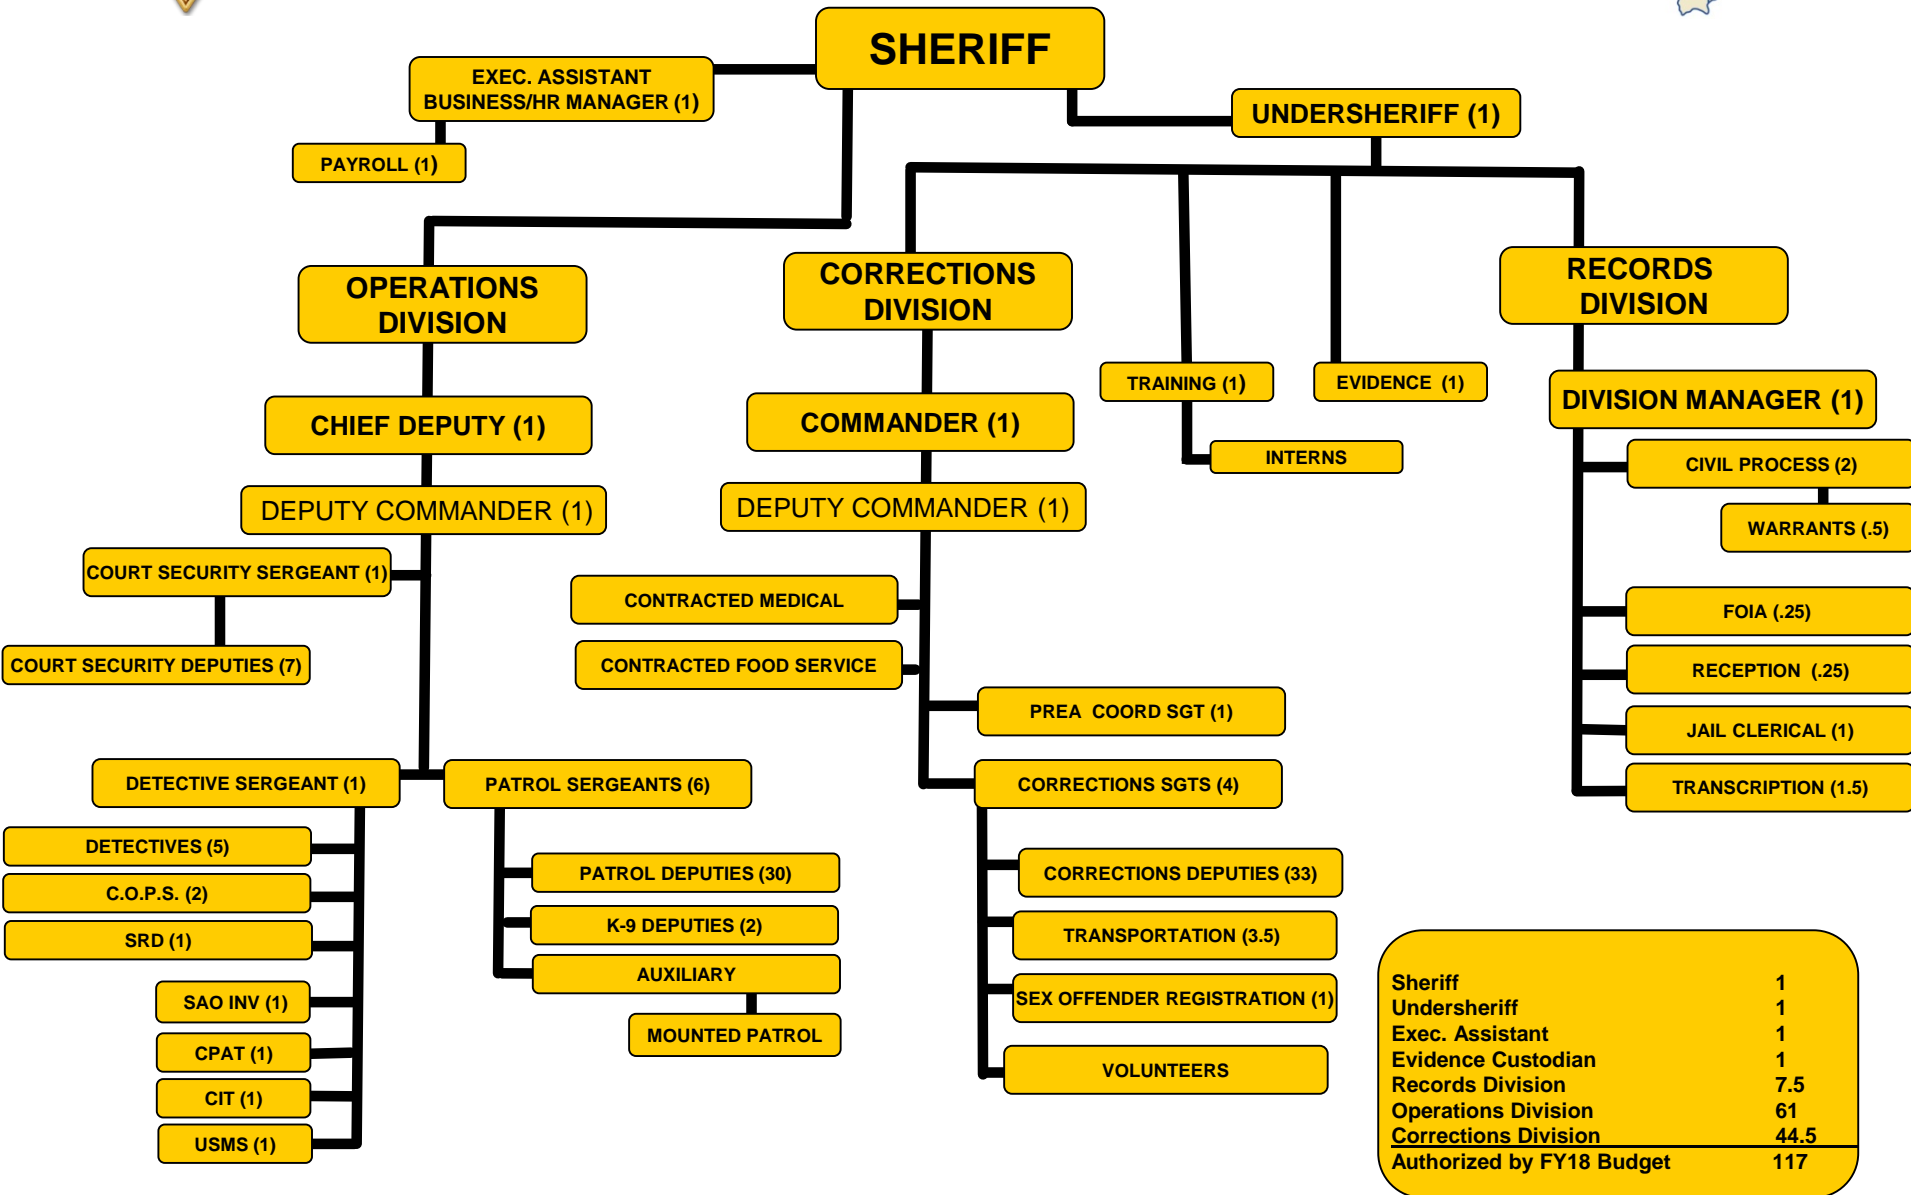 SHERIFF
EXEC. ASSISTANT
BUSINESS/HR MANAGER (1)
UNDERSHERIFF (1)
PAYROLL (1)
OPERATIONS
DIVISION
CORRECTIONS
DIVISION
RECORDS
DIVISION
TRAINING (1)
EVIDENCE (1)
DIVISION MANAGER (1)
CHIEF DEPUTY (1)
COMMANDER (1)
INTERNS
CIVIL PROCESS (2)
DEPUTY COMMANDER (1)
DEPUTY COMMANDER (1)
WARRANTS (.5)
COURT SECURITY SERGEANT (1)
CONTRACTED MEDICAL
FOIA (.25)
COURT SECURITY DEPUTIES (7)
CONTRACTED FOOD SERVICE
RECEPTION (.25)
PREA COORD SGT (1)
JAIL CLERICAL (1)
DETECTIVE SERGEANT (1)
PATROL SERGEANTS (6)
CORRECTIONS SGTS (4)
TRANSCRIPTION (1.5)
DETECTIVES (5)
PATROL DEPUTIES (30)
CORRECTIONS DEPUTIES (33)
C.O.P.S. (2)
K-9 DEPUTIES (2)
SRD (1)
TRANSPORTATION (3.5)
AUXILIARY
SAO INV (1)
SEX OFFENDER REGISTRATION (1)
MOUNTED PATROL
CPAT (1)
VOLUNTEERS
CIT (1)
USMS (1)
Sheriff 1
Undersheriff 1
Exec. Assistant 1
Evidence Custodian 1
Records Division 7.5
Operations Division 61
Corrections Division 44.5
Authorized by FY18 Budget 117